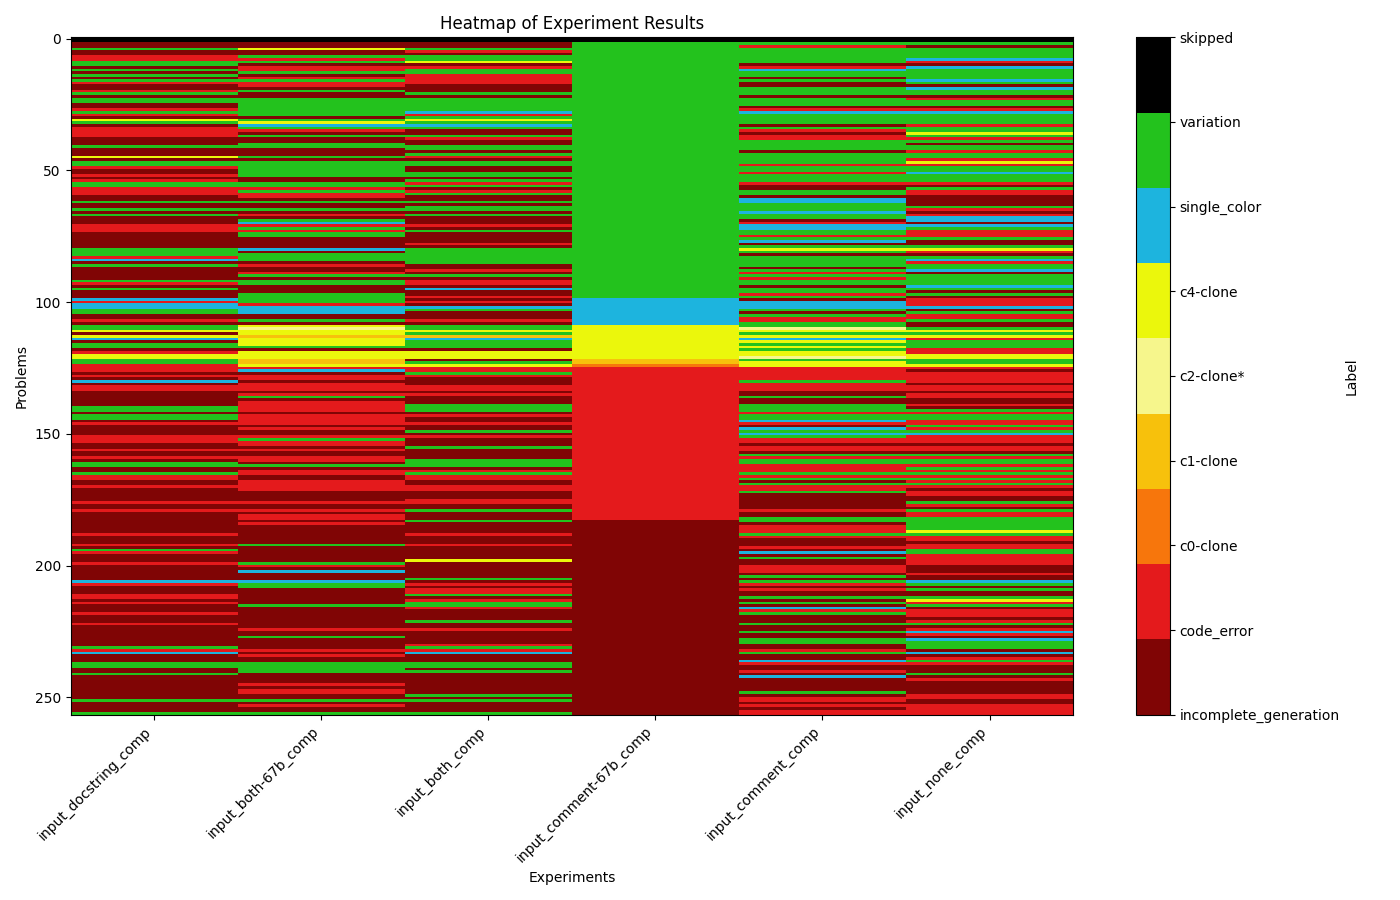 Heatmap of Experiment Results
Problems
0
50
100
150
200
250
input_docstring_comp
input_both-67b_comp
input_both_comp
input_comment-67b_comp
input_comment_comp
input_none_comp
Experiments
skipped
variation
single_color
c4-clone
c2-clone*
c1-clone
c0-clone
code_error
incomplete_generation
Label